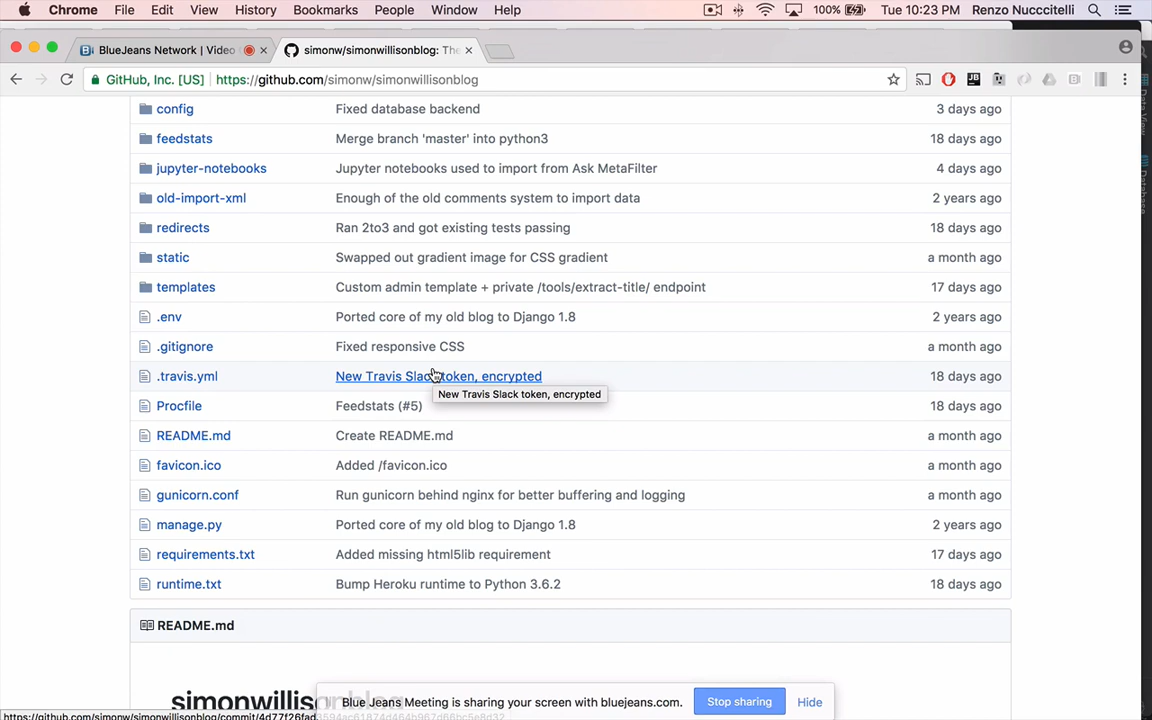 Chrome File Edit View History Bookmarks People Window Help 100% Tue 10:23 PM Renzo Nucccitelli
BlueJeans Network | Video × simonw/simonwillisonblog: The ×
GitHub, Inc. [US] https://github.com/simonw/simonwillisonblog
config Fixed database backend 3 days ago
feedstats Merge branch 'master' into python3 18 days ago
jupyter-notebooks Jupyter notebooks used to import from Ask MetaFilter 4 days ago
old-import-xml Enough of the old comments system to import data 2 years ago
redirects Ran 2to3 and got existing tests passing 18 days ago
static Swapped out gradient image for CSS gradient a month ago
templates Custom admin template + private /tools/extract-title/ endpoint 17 days ago
.env Ported core of my old blog to Django 1.8 2 years ago
.gitignore Fixed responsive CSS a month ago
.travis.yml New Travis Slack token, encrypted 18 days ago
New Travis Slack token, encrypted
Procfile Feedstats (#5) 18 days ago
README.md Create README.md a month ago
favicon.ico Added /favicon.ico a month ago
gunicorn.conf Run gunicorn behind nginx for better buffering and logging a month ago
manage.py Ported core of my old blog to Django 1.8 2 years ago
requirements.txt Added missing html5lib requirement 17 days ago
runtime.txt Bump Heroku runtime to Python 3.6.2 18 days ago
README.md
simonwillisonblog
Blue Jeans Meeting is sharing your screen with bluejeans.com. Stop sharing Hide